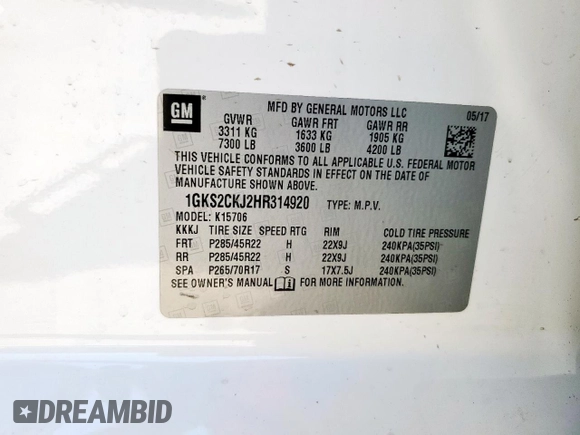 GM
MFD BY GENERAL MOTORS LLC
05/17
GVWR GAWR FRT GAWR RR
3311 KG 1633 KG 1905 KG
7300 LB 3600 LB 4200 LB
THIS VEHICLE CONFORMS TO ALL APPLICABLE U.S. FEDERAL MOTOR
VEHICLE SAFETY STANDARDS IN EFFECT ON THE DATE OF
MANUFACTURE SHOWN ABOVE.
1GKS2CKJ2HR314920 TYPE: M.P.V.
MODEL: K15706
KKKJ TIRE SIZE SPEED RTG RIM COLD TIRE PRESSURE
FRT P285/45R22 H 22X9J 240KPA(35PSI)
RR P285/45R22 H 22X9J 240KPA(35PSI)
SPA P265/70R17 S 17X7.5J 240KPA(35PSI)
SEE OWNER'S MANUAL FOR MORE INFORMATION
DREAMBID